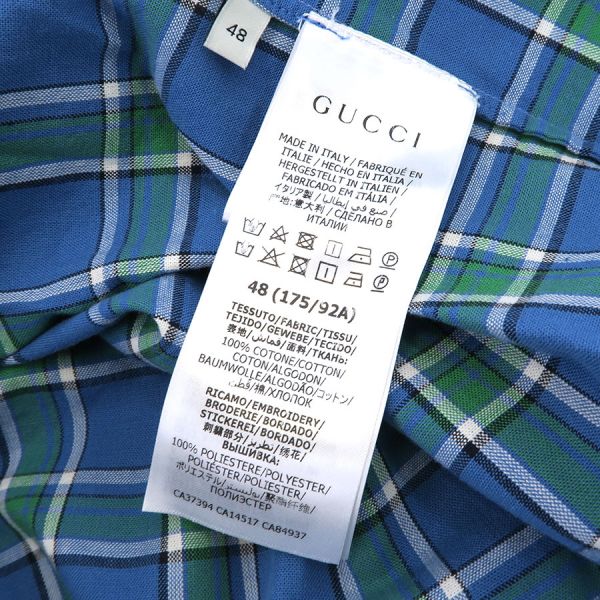 48
GUCCI
MADE IN ITALY / FABRIQUÉ EN
ITALIE / HECHO EN ITALIA /
HERGESTELLT IN ITALIEN /
FABRICADO EM ITÁLIA /
イタリア製 / صنع في إيطاليا /
产地:意大利 / СДЕЛАНО В
ИТАЛИИ
48 (175/92A)
TESSUTO/FABRIC/TISSU/
TEJIDO/GEWEBE/TECIDO/
表地/قماش/面料/ТКАНЬ:
100% COTONE/COTTON/
COTON/ALGODON/
BAUMWOLLE/ALGODÃO/コットン/
قطن/棉/ХЛОПОК
RICAMO/EMBROIDERY/
BRODERIE/BORDADO/
STICKEREI/BORDADO/
刺繍部分/تطريز/绣花/
ВЫШИВКА:
100% POLIESTERE/POLYESTER/
POLYESTER/POLIESTER/
POLYESTER/POLIÉSTER/
ポリエステル/بوليستير/聚酯纤维/
ПОЛИЭСТЕР
CA37394 CA14517 CA84937